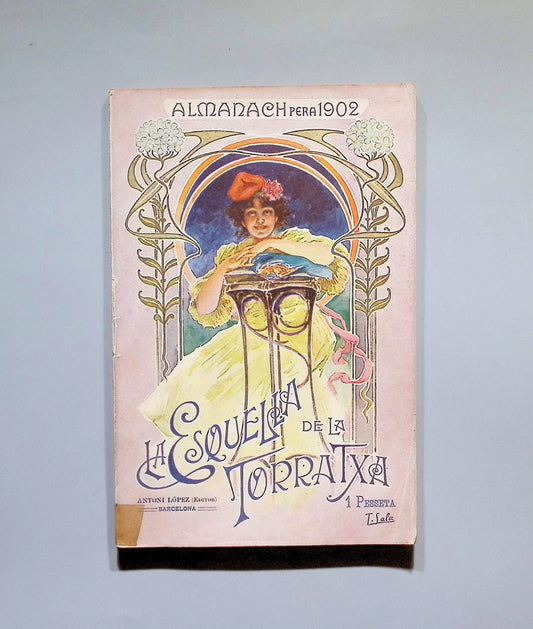 ALMANACH PERA 1902
LA ESQUELLA
DE LA
TORRATXA
ANTONI LÓPEZ (EDITOR)
BARCELONA
1 PESSETA
T. Sala